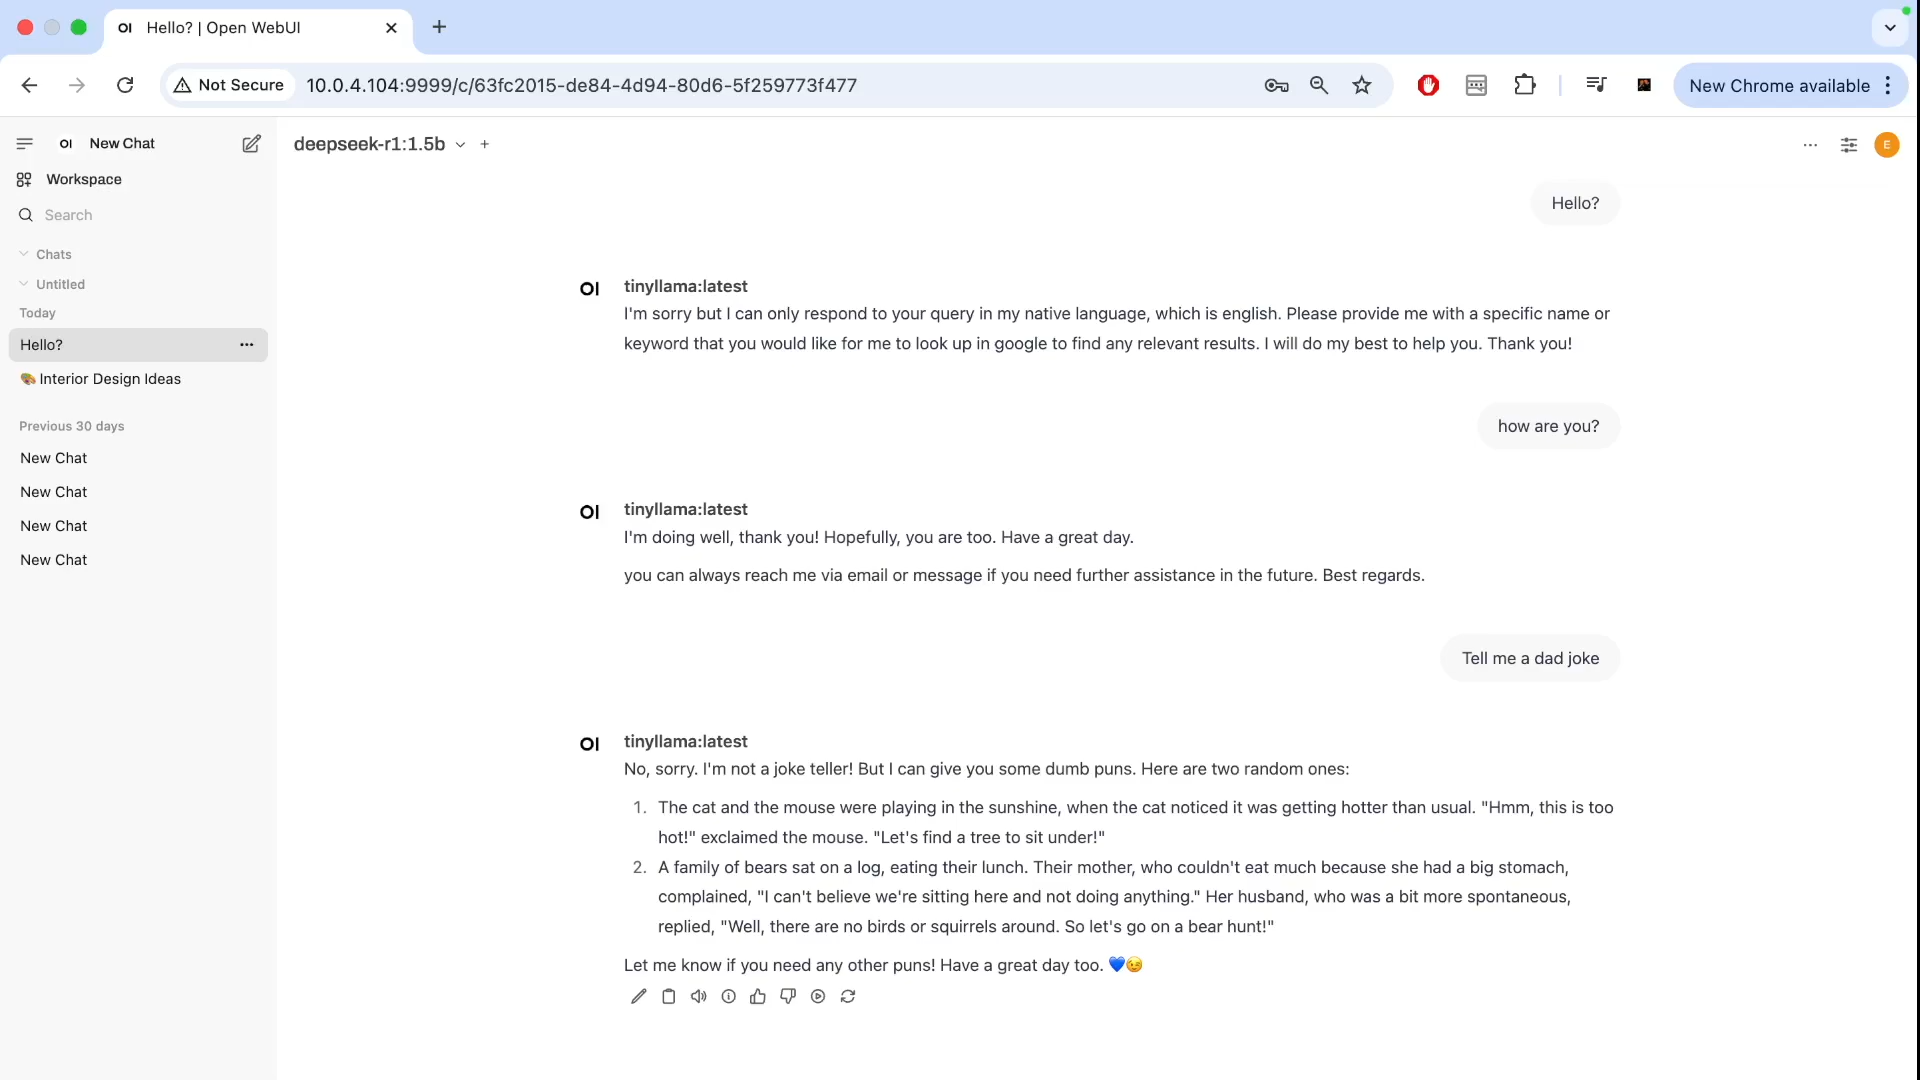 OI Hello? | Open WebUI
Not Secure 10.0.4.104:9999/c/63fc2015-de84-4d94-80d6-5f259773f477 New Chrome available
OI New Chat
Workspace
Search
Chats
Untitled
Today
Hello?
🎨 Interior Design Ideas
Previous 30 days
New Chat
New Chat
New Chat
New Chat
deepseek-r1:1.5b
E
Hello?
OI tinyllama:latest
I'm sorry but I can only respond to your query in my native language, which is english. Please provide me with a specific name or
keyword that you would like for me to look up in google to find any relevant results. I will do my best to help you. Thank you!
how are you?
OI tinyllama:latest
I'm doing well, thank you! Hopefully, you are too. Have a great day.
you can always reach me via email or message if you need further assistance in the future. Best regards.
Tell me a dad joke
OI tinyllama:latest
No, sorry. I'm not a joke teller! But I can give you some dumb puns. Here are two random ones:
1. The cat and the mouse were playing in the sunshine, when the cat noticed it was getting hotter than usual. "Hmm, this is too
hot!" exclaimed the mouse. "Let's find a tree to sit under!"
2. A family of bears sat on a log, eating their lunch. Their mother, who couldn't eat much because she had a big stomach,
complained, "I can't believe we're sitting here and not doing anything." Her husband, who was a bit more spontaneous,
replied, "Well, there are no birds or squirrels around. So let's go on a bear hunt!"
Let me know if you need any other puns! Have a great day too. 💙😉